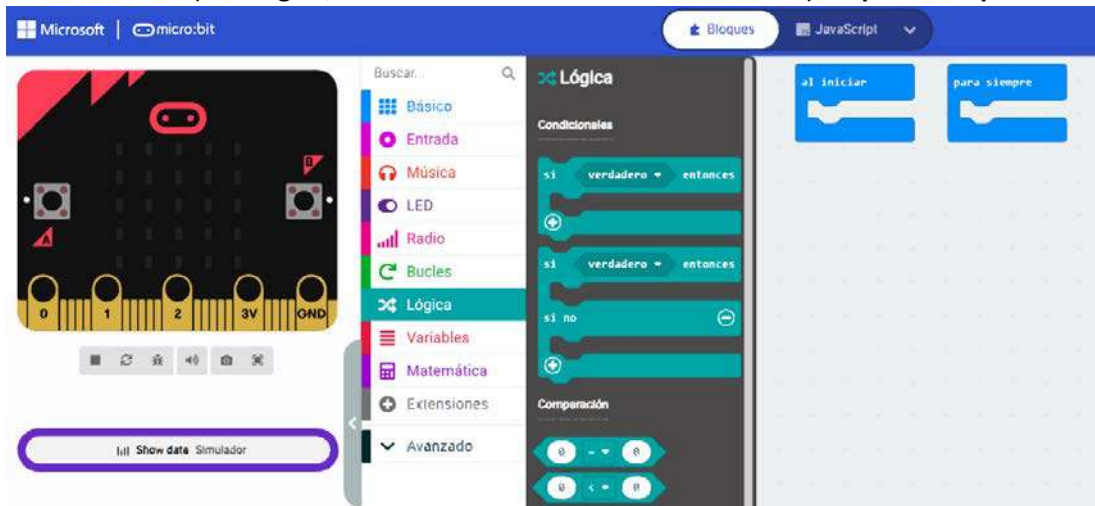 Microsoft micro:bit
Bloques
JavaScript
B
A
0 1 2 3V GND
Show data Simulador
Buscar...
Básico
Entrada
Música
LED
Radio
Bucles
Lógica
Variables
Matemática
Extensiones
Avanzado
Lógica
Condicionales
si verdadero entonces
si verdadero entonces
si no
Comparación
0 = 0
0 < 0
al iniciar
para siempre